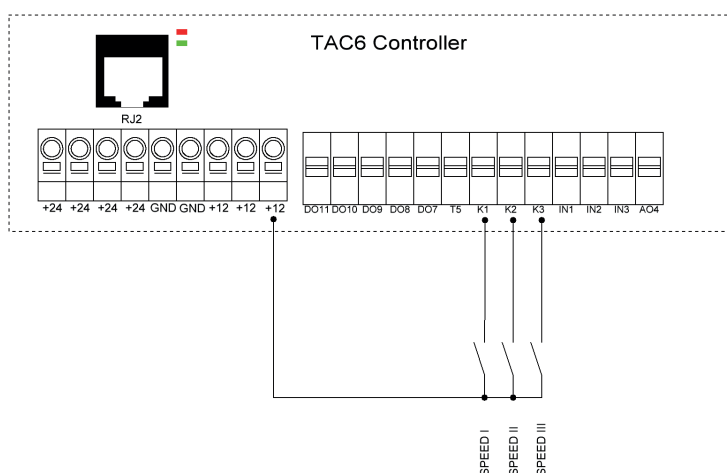 TAC6 Controller
RJ2
+24 +24 +24 +24 GND GND +12 +12 +12
DO11 DO10 DO9 DO8 DO7 T5 K1 K2 K3 IN1 IN2 IN3 AO4
SPEED I
SPEED II
SPEED III